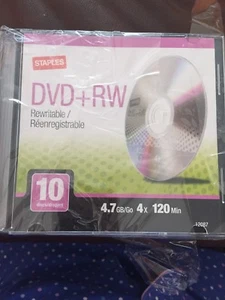 STAPLES
DVD+RW
Rewritable /
Réenregistrable
10
4.7 GB/Go 4x 120 Min